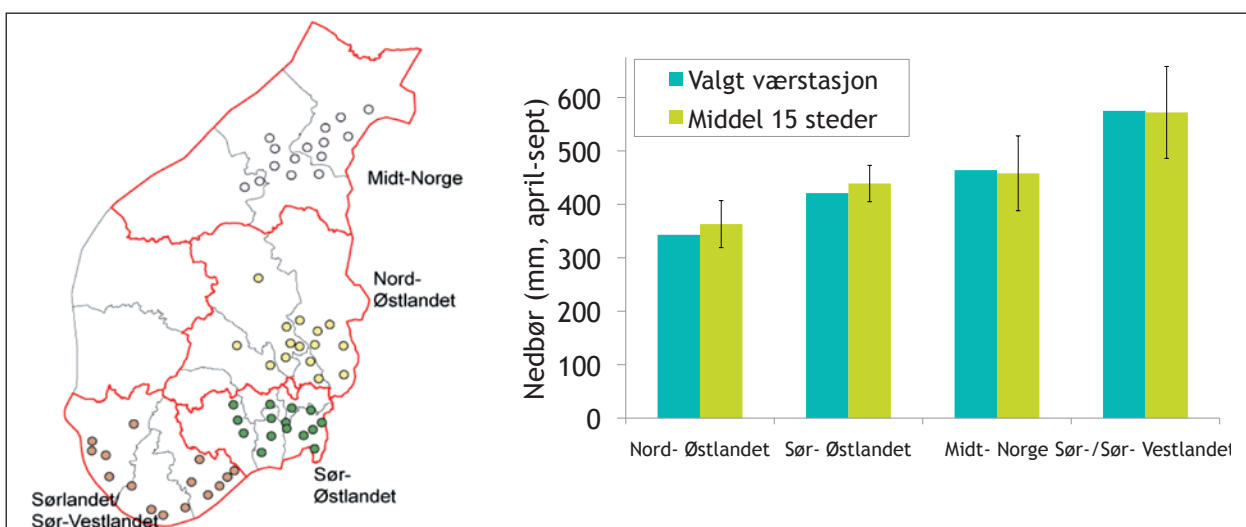 Midt-Norge
Nord-
Østlandet
Sør-
Østlandet
Sørlandet/
Sør-Vestlandet
Nedbør (mm, april-sept)
Valgt værstasjon
Middel 15 steder
600
500
400
300
200
100
0
Nord- Østlandet
Sør- Østlandet
Midt- Norge
Sør-/Sør- Vestlandet